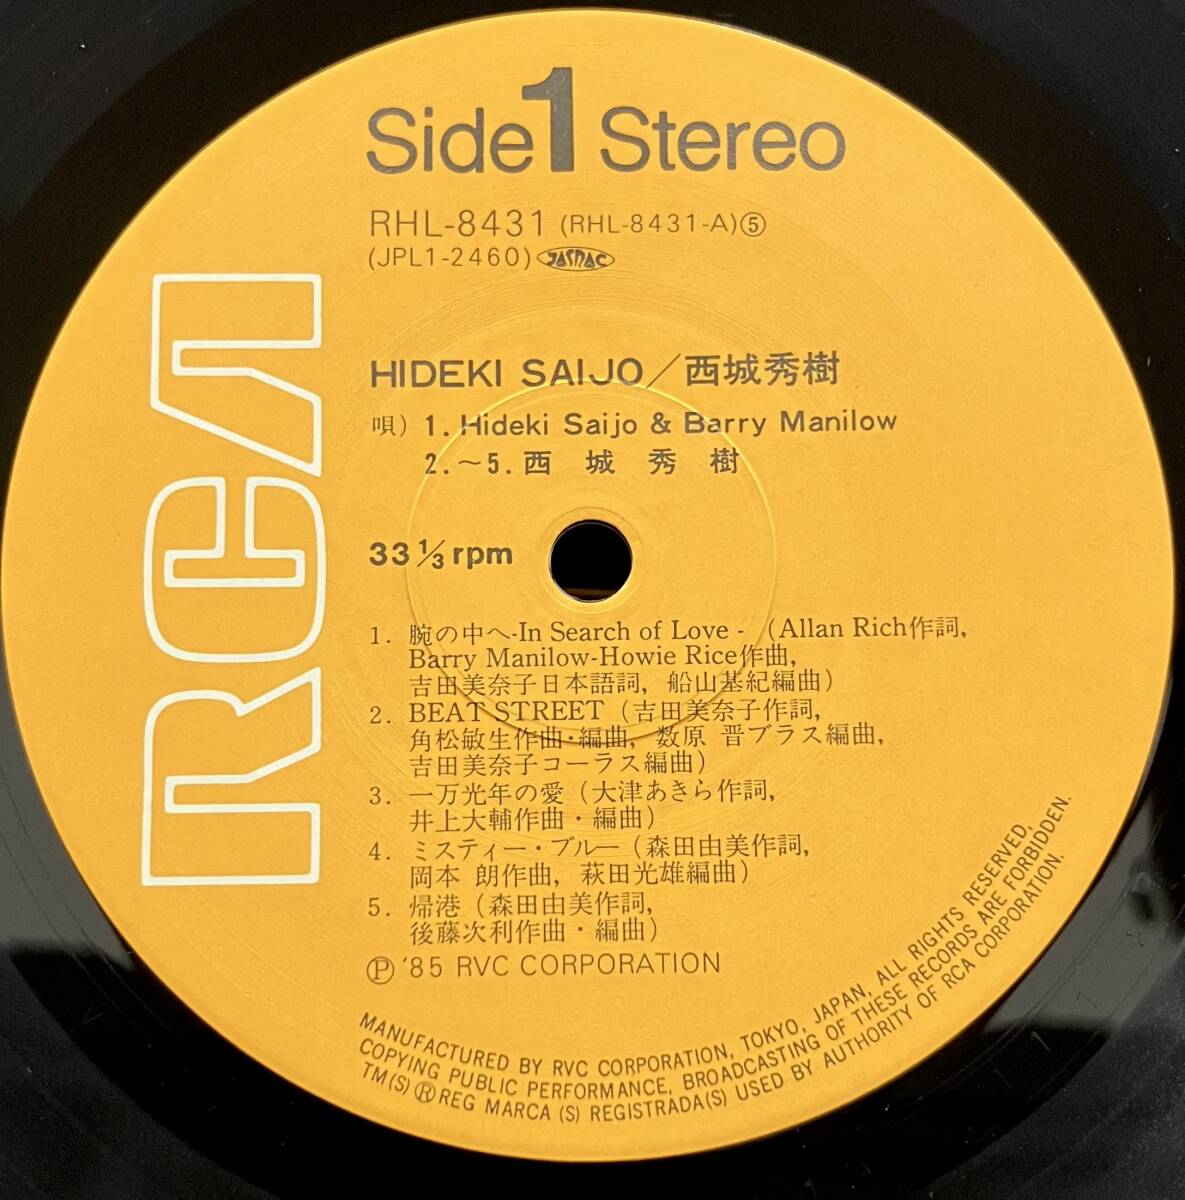 Side 1 Stereo
RHL-8431 (RHL-8431-A)⑤
(JPL1-2460) JASRAC
HIDEKI SAIJO／西城秀樹
唄) 1. Hideki Saijo & Barry Manilow
2.～5. 西城秀樹
33 1/3 rpm
RCA
1. 腕の中へ-In Search of Love - (Allan Rich作詞,
Barry Manilow-Howie Rice作曲,
吉田美奈子日本語詞, 船山基紀編曲)
2. BEAT STREET (吉田美奈子作詞,
角松敏生作曲・編曲, 数原 晋ブラス編曲,
吉田美奈子コーラス編曲)
3. 一万光年の愛 (大津あきら作詞,
井上大輔作曲・編曲)
4. ミスティー・ブルー (森田由美作詞,
岡本 朗作曲, 萩田光雄編曲)
5. 帰港 (森田由美作詞,
後藤次利作曲・編曲)
Ⓟ '85 RVC CORPORATION
MANUFACTURED BY RVC CORPORATION, TOKYO, JAPAN, ALL RIGHTS RESERVED,
COPYING PUBLIC PERFORMANCE, BROADCASTING OF THESE RECORDS ARE FORBIDDEN.
TM(S) ® REG MARCA (S) REGISTRADA(S) USED BY AUTHORITY OF RCA CORPORATION.